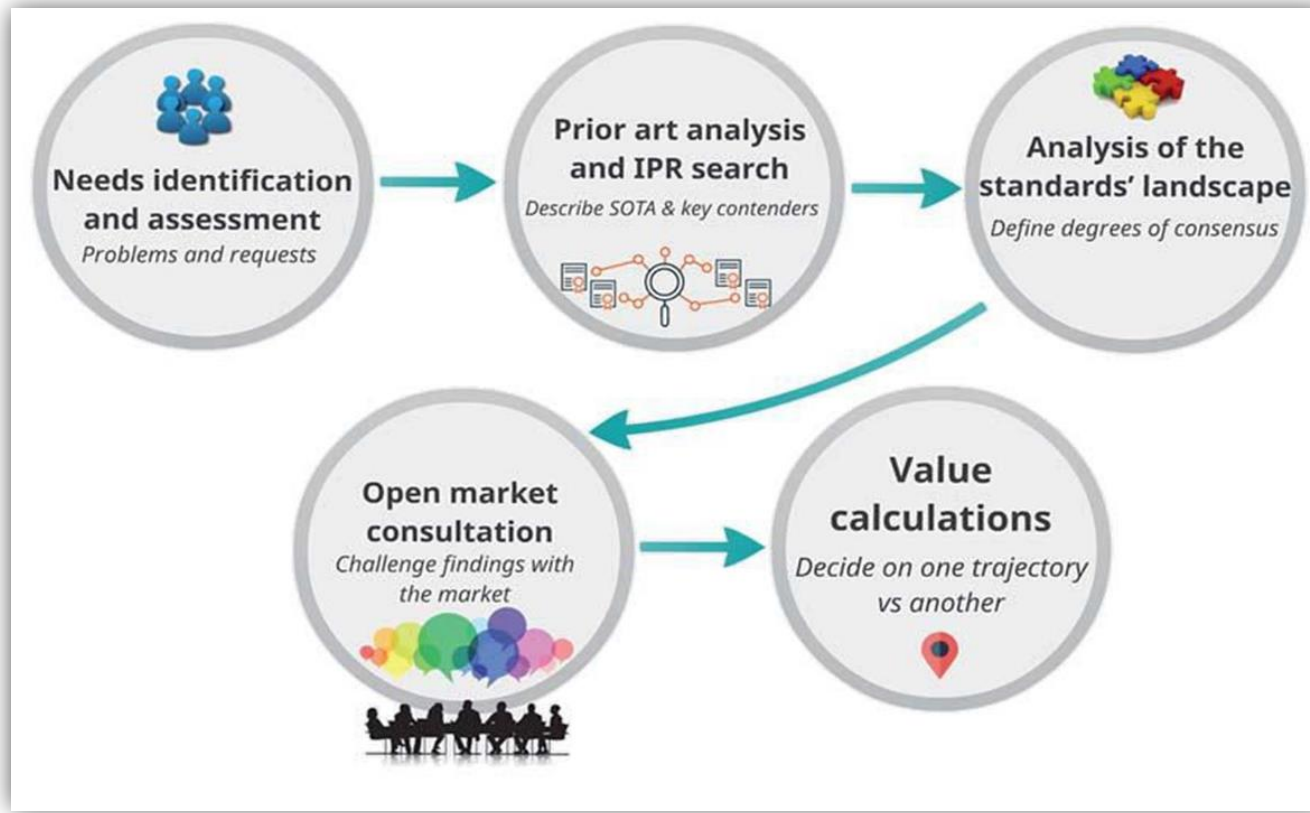 Needs identification
and assessment
Problems and requests
Prior art analysis
and IPR search
Describe SOTA & key contenders
Analysis of the
standards’ landscape
Define degrees of consensus
Open market
consultation
Challenge findings with
the market
Value
calculations
Decide on one trajectory
vs another